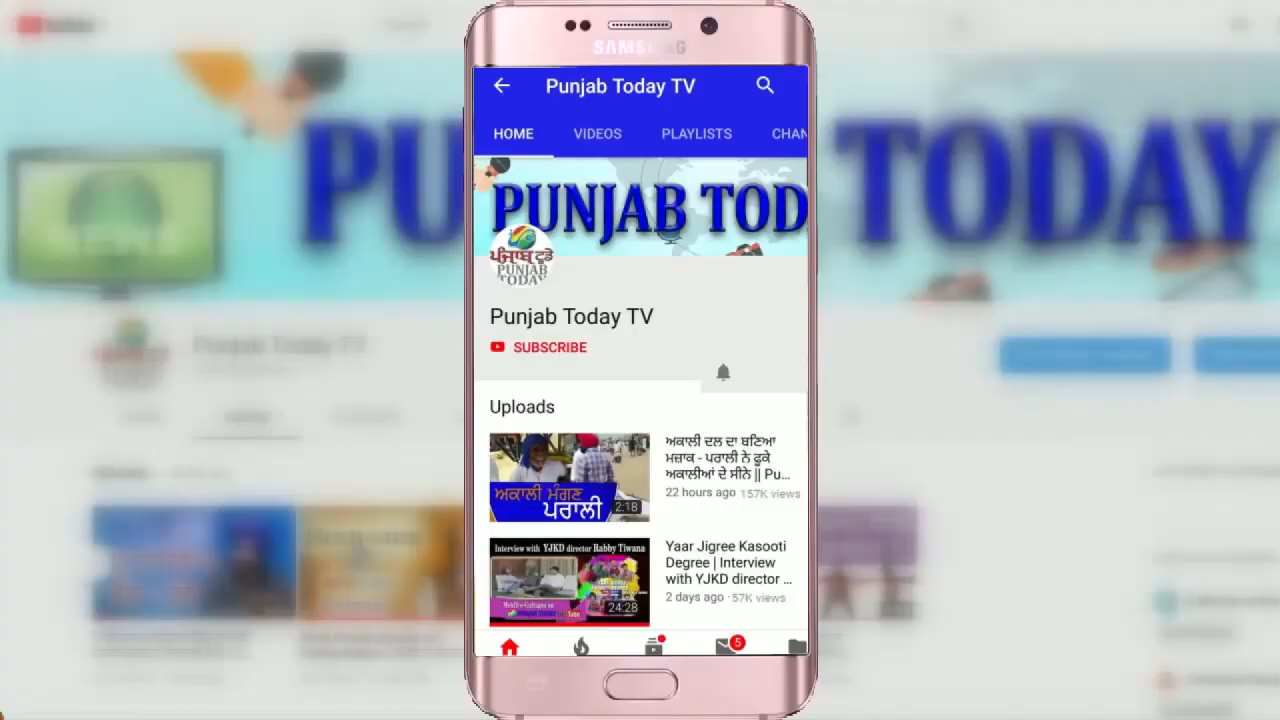 SAMSUNG
Punjab Today TV
HOME VIDEOS PLAYLISTS CHAN
PUNJAB TOD
PU TODAY
ਪੰਜਾਬ ਟੂਡੇ
PUNJAB
TODAY
Punjab Today TV
SUBSCRIBE
Uploads
ਅਕਾਲੀ ਮੰਗਣ
ਪਰਾਲੀ
2:18
ਅਕਾਲੀ ਦਲ ਦਾ ਬਣਿਆ
ਮਜ਼ਾਕ - ਪਰਾਲੀ ਨੇ ਫੂਕੇ
ਅਕਾਲੀਆਂ ਦੇ ਸੀਨੇ || Pu...
22 hours ago 157K views
Interview with YJKD director Rabby Tiwana
24:28
Yaar Jigree Kasooti
Degree | Interview
with YJKD director ...
2 days ago · 57K views
5